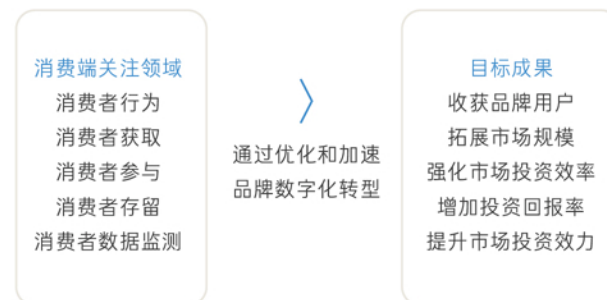 消费端关注领域
消费者行为
消费者获取
消费者参与
消费者存留
消费者数据监测
通过优化和加速
品牌数字化转型
目标成果
收获品牌用户
拓展市场规模
强化市场投资效率
增加投资回报率
提升市场投资效力